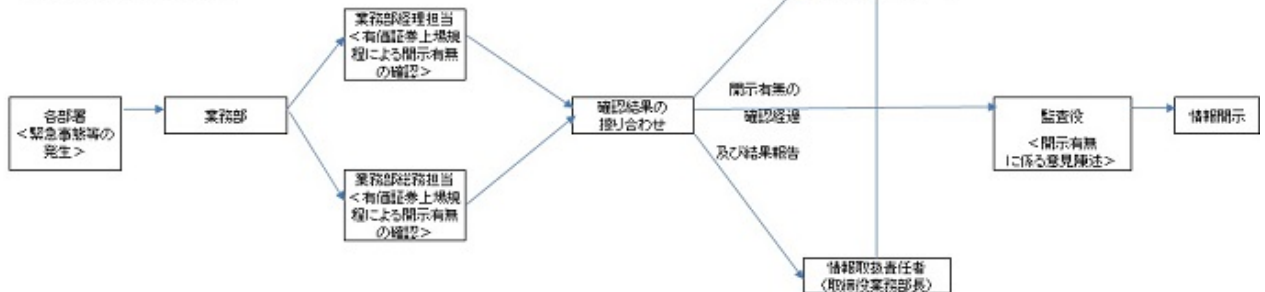 業務部経理担当
<有価証券上場規
程による開示有無
の確認>
各部署
<緊急事態等の
発生>
業務部
確認結果の
擦り合わせ
開示有無の
確認経過
及び結果報告
監査役
<開示有無
に係る意見陳述>
情報開示
業務部総務担当
<有価証券上場規
程による開示有無
の確認>
情報取扱責任者
(取締役業務部長)